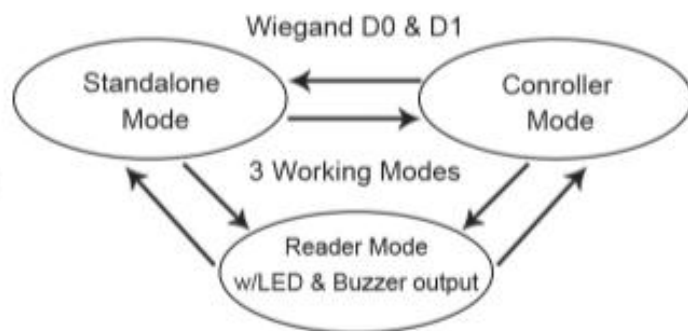 Wiegand D0 & D1
Standalone
Mode
Conroller
Mode
3 Working Modes
Reader Mode
w/LED & Buzzer output